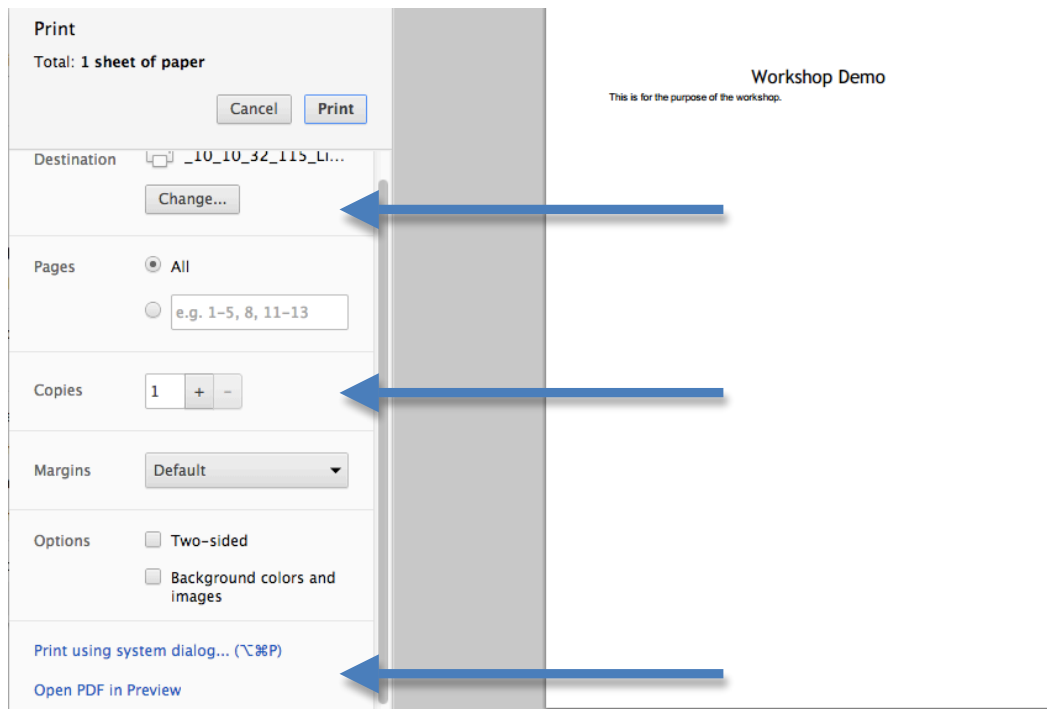 Print
Total: 1 sheet of paper
Cancel
Print
Destination
_10_10_32_115_Li...
Change...
Pages
All
e.g. 1-5, 8, 11-13
Copies
1
+
-
Margins
Default
Options
Two-sided
Background colors and
images
Print using system dialog... (⌥⌘P)
Open PDF in Preview
Workshop Demo
This is for the purpose of the workshop.